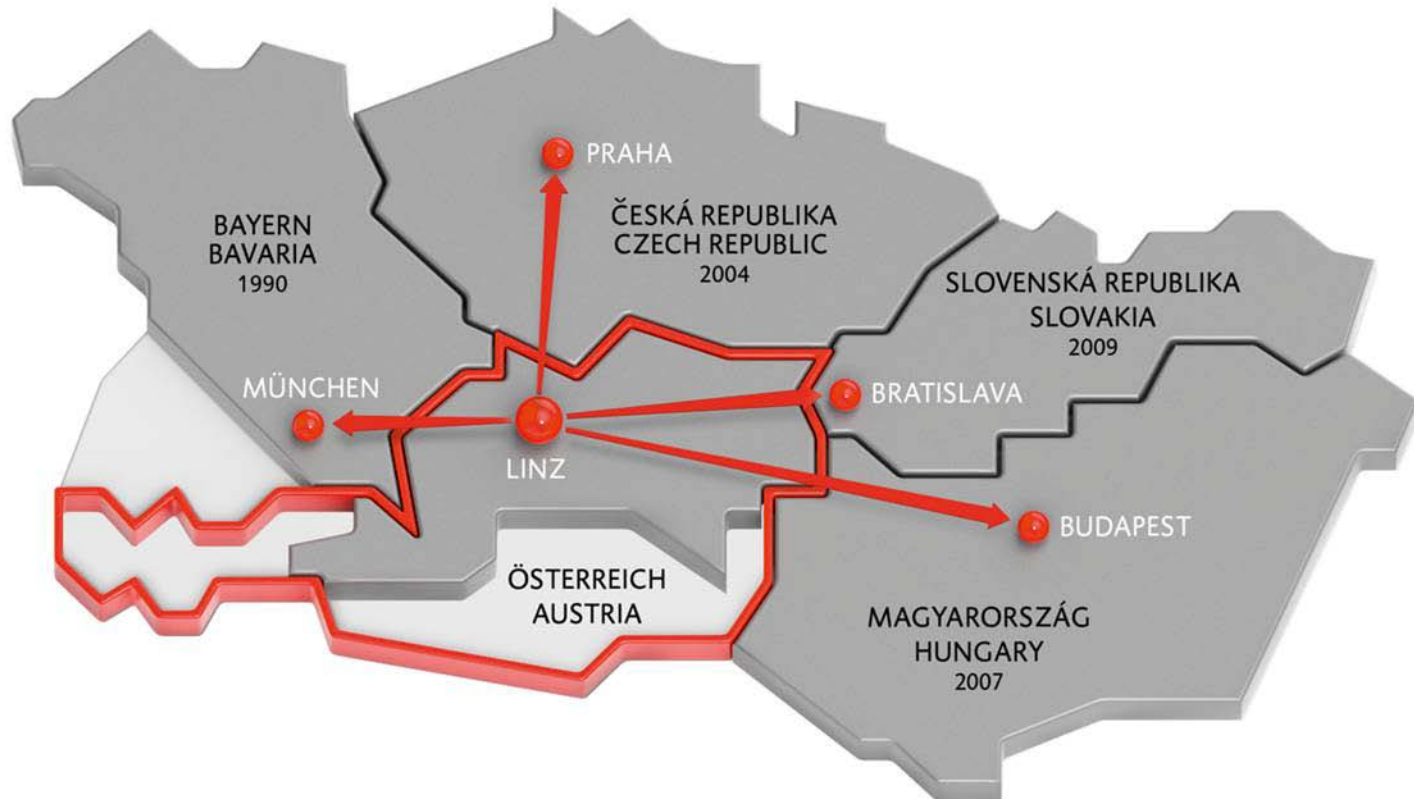 PRAHA
BAYERN
BAVARIA
1990
ČESKÁ REPUBLIKA
CZECH REPUBLIC
2004
SLOVENSKÁ REPUBLIKA
SLOVAKIA
2009
MÜNCHEN
BRATISLAVA
LINZ
BUDAPEST
ÖSTERREICH
AUSTRIA
MAGYARORSZÁG
HUNGARY
2007